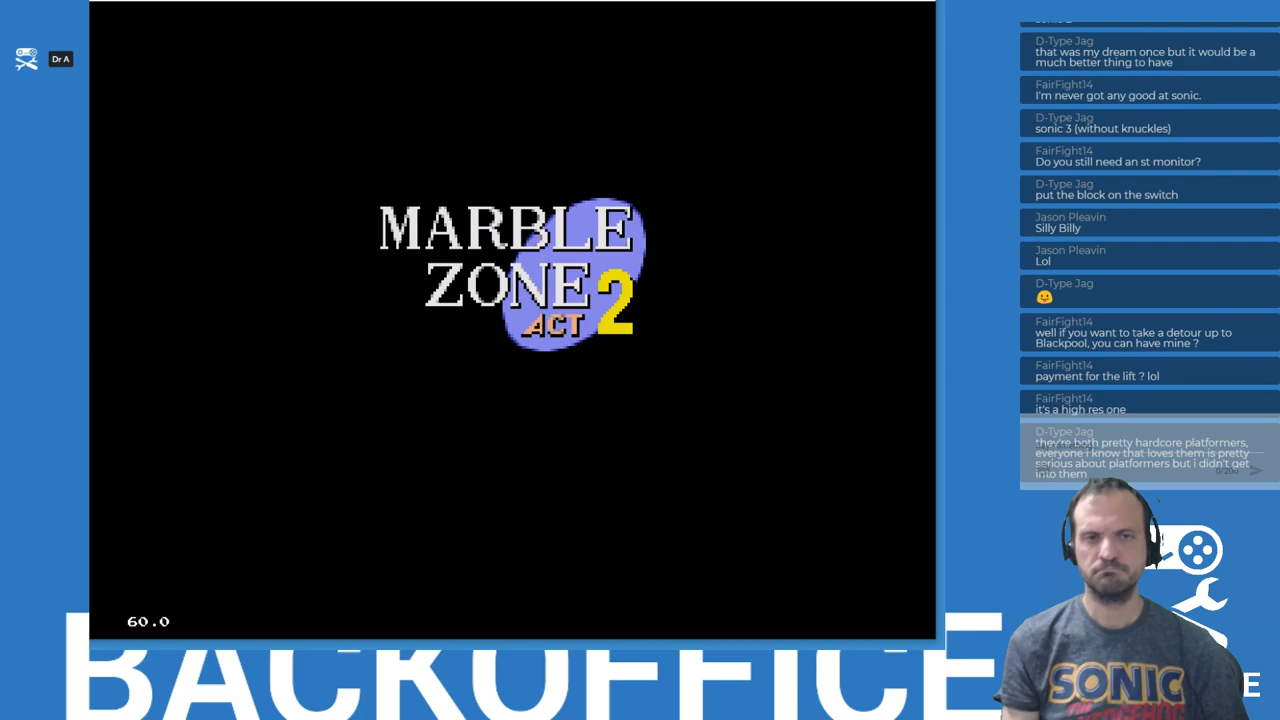 Dr A
MARBLE
ZONE
ACT 2
60.0
D-Type Jag
that was my dream once but it would be a
much better thing to have
FairFight14
I'm never got any good at sonic.
D-Type Jag
sonic 3 (without knuckles)
FairFight14
Do you still need an st monitor?
D-Type Jag
put the block on the switch
Jason Pleavin
Silly Billy
Jason Pleavin
Lol
D-Type Jag
FairFight14
well if you want to take a detour up to
Blackpool, you can have mine ?
FairFight14
payment for the lift ? lol
FairFight14
it's a high res one
D-Type Jag
they're both pretty hardcore platformers,
everyone i know that loves them is pretty
serious about platformers but i didn't get
into them
0/200
BACKOFFICE
E
SONIC
THE HEDGEHOG